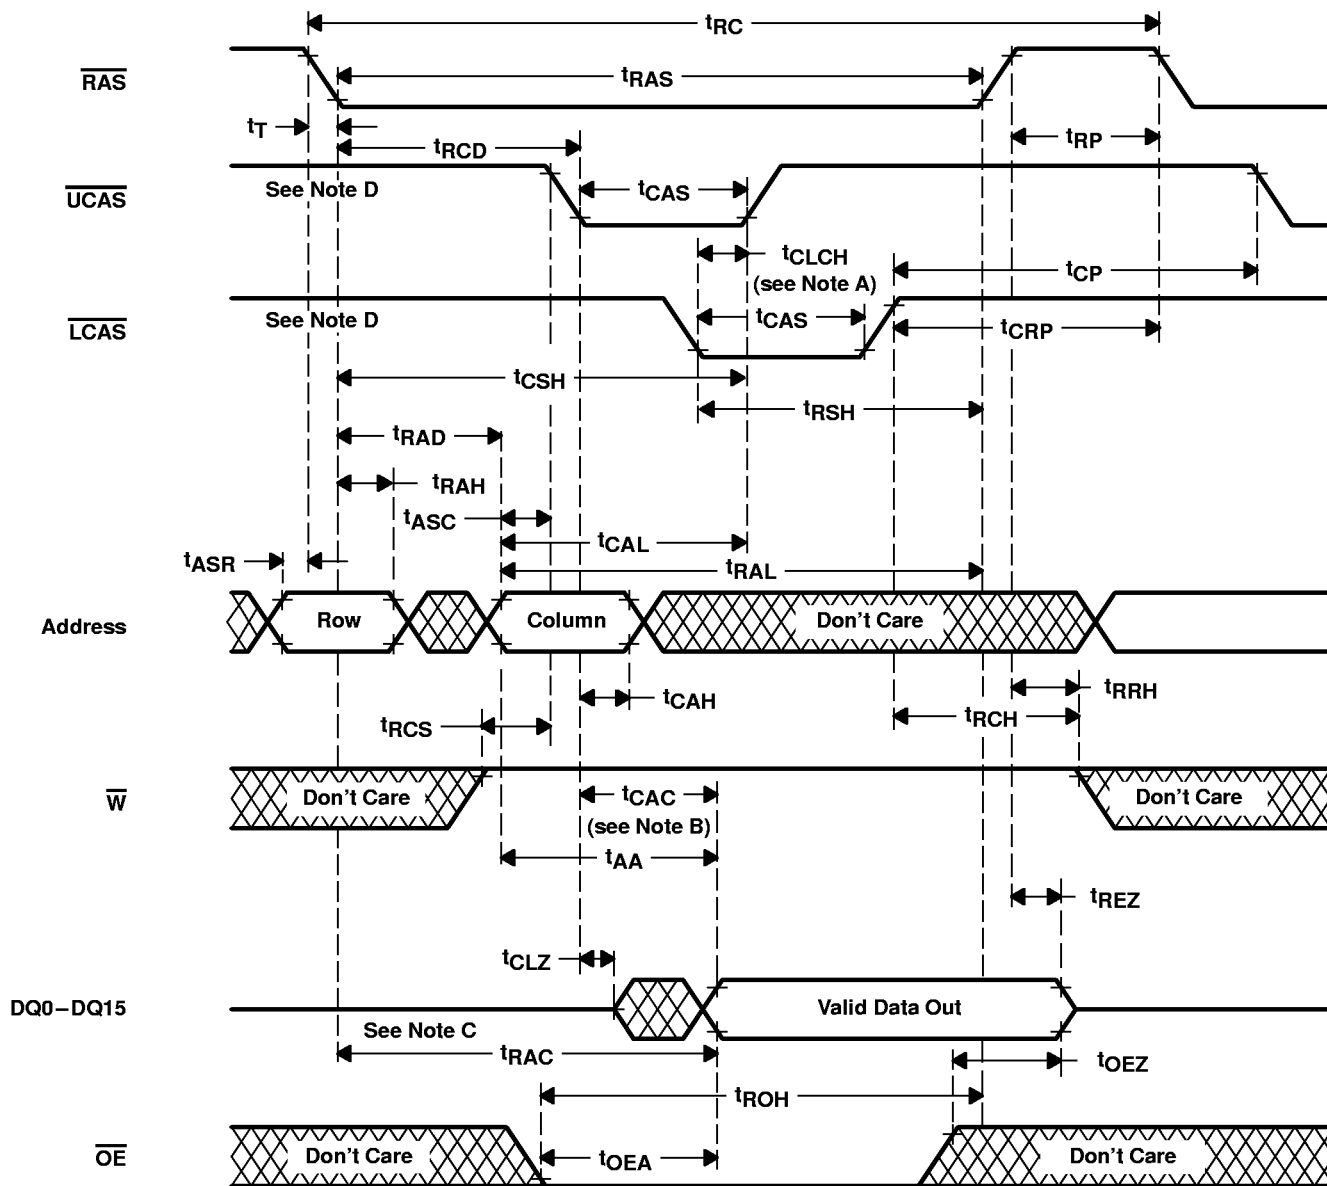 tRC
RAS
tRAS
tT
tRCD
tRP
UCAS
See Note D
tCAS
tCLCH
(see Note A)
tCP
LCAS
See Note D
tCAS
tCRP
tCSH
tRSH
tRAD
tRAH
tASC
tCAL
tASR
tRAL
Address
Row
Column
Don't Care
tCAH
tRRH
tRCS
tRCH
W
Don't Care
tCAC
(see Note B)
Don't Care
tAA
tREZ
tCLZ
DQ0–DQ15
Valid Data Out
See Note C
tRAC
tOEZ
tROH
OE
Don't Care
tOEA
Don't Care